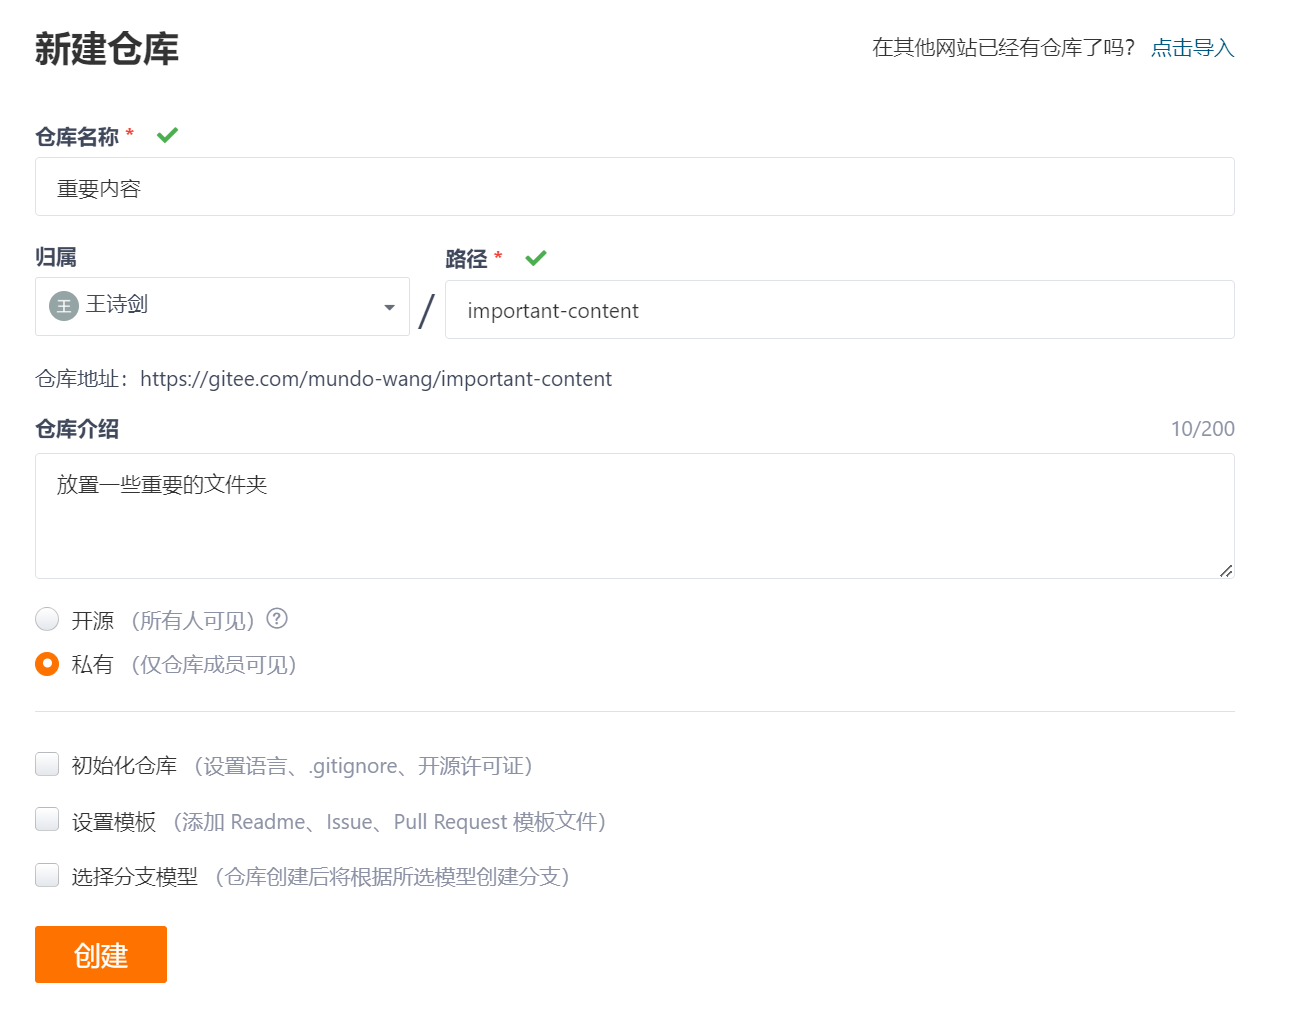 新建仓库
在其他网站已经有仓库了吗? 点击导入
仓库名称 *
重要内容
归属
路径 *
王 王诗剑
/
important-content
仓库地址：https://gitee.com/mundo-wang/important-content
仓库介绍
10/200
放置一些重要的文件夹
开源 （所有人可见） ?
私有 （仅仓库成员可见）
初始化仓库 （设置语言、.gitignore、开源许可证）
设置模板 （添加 Readme、Issue、Pull Request 模板文件）
选择分支模型 （仓库创建后将根据所选模型创建分支）
创建